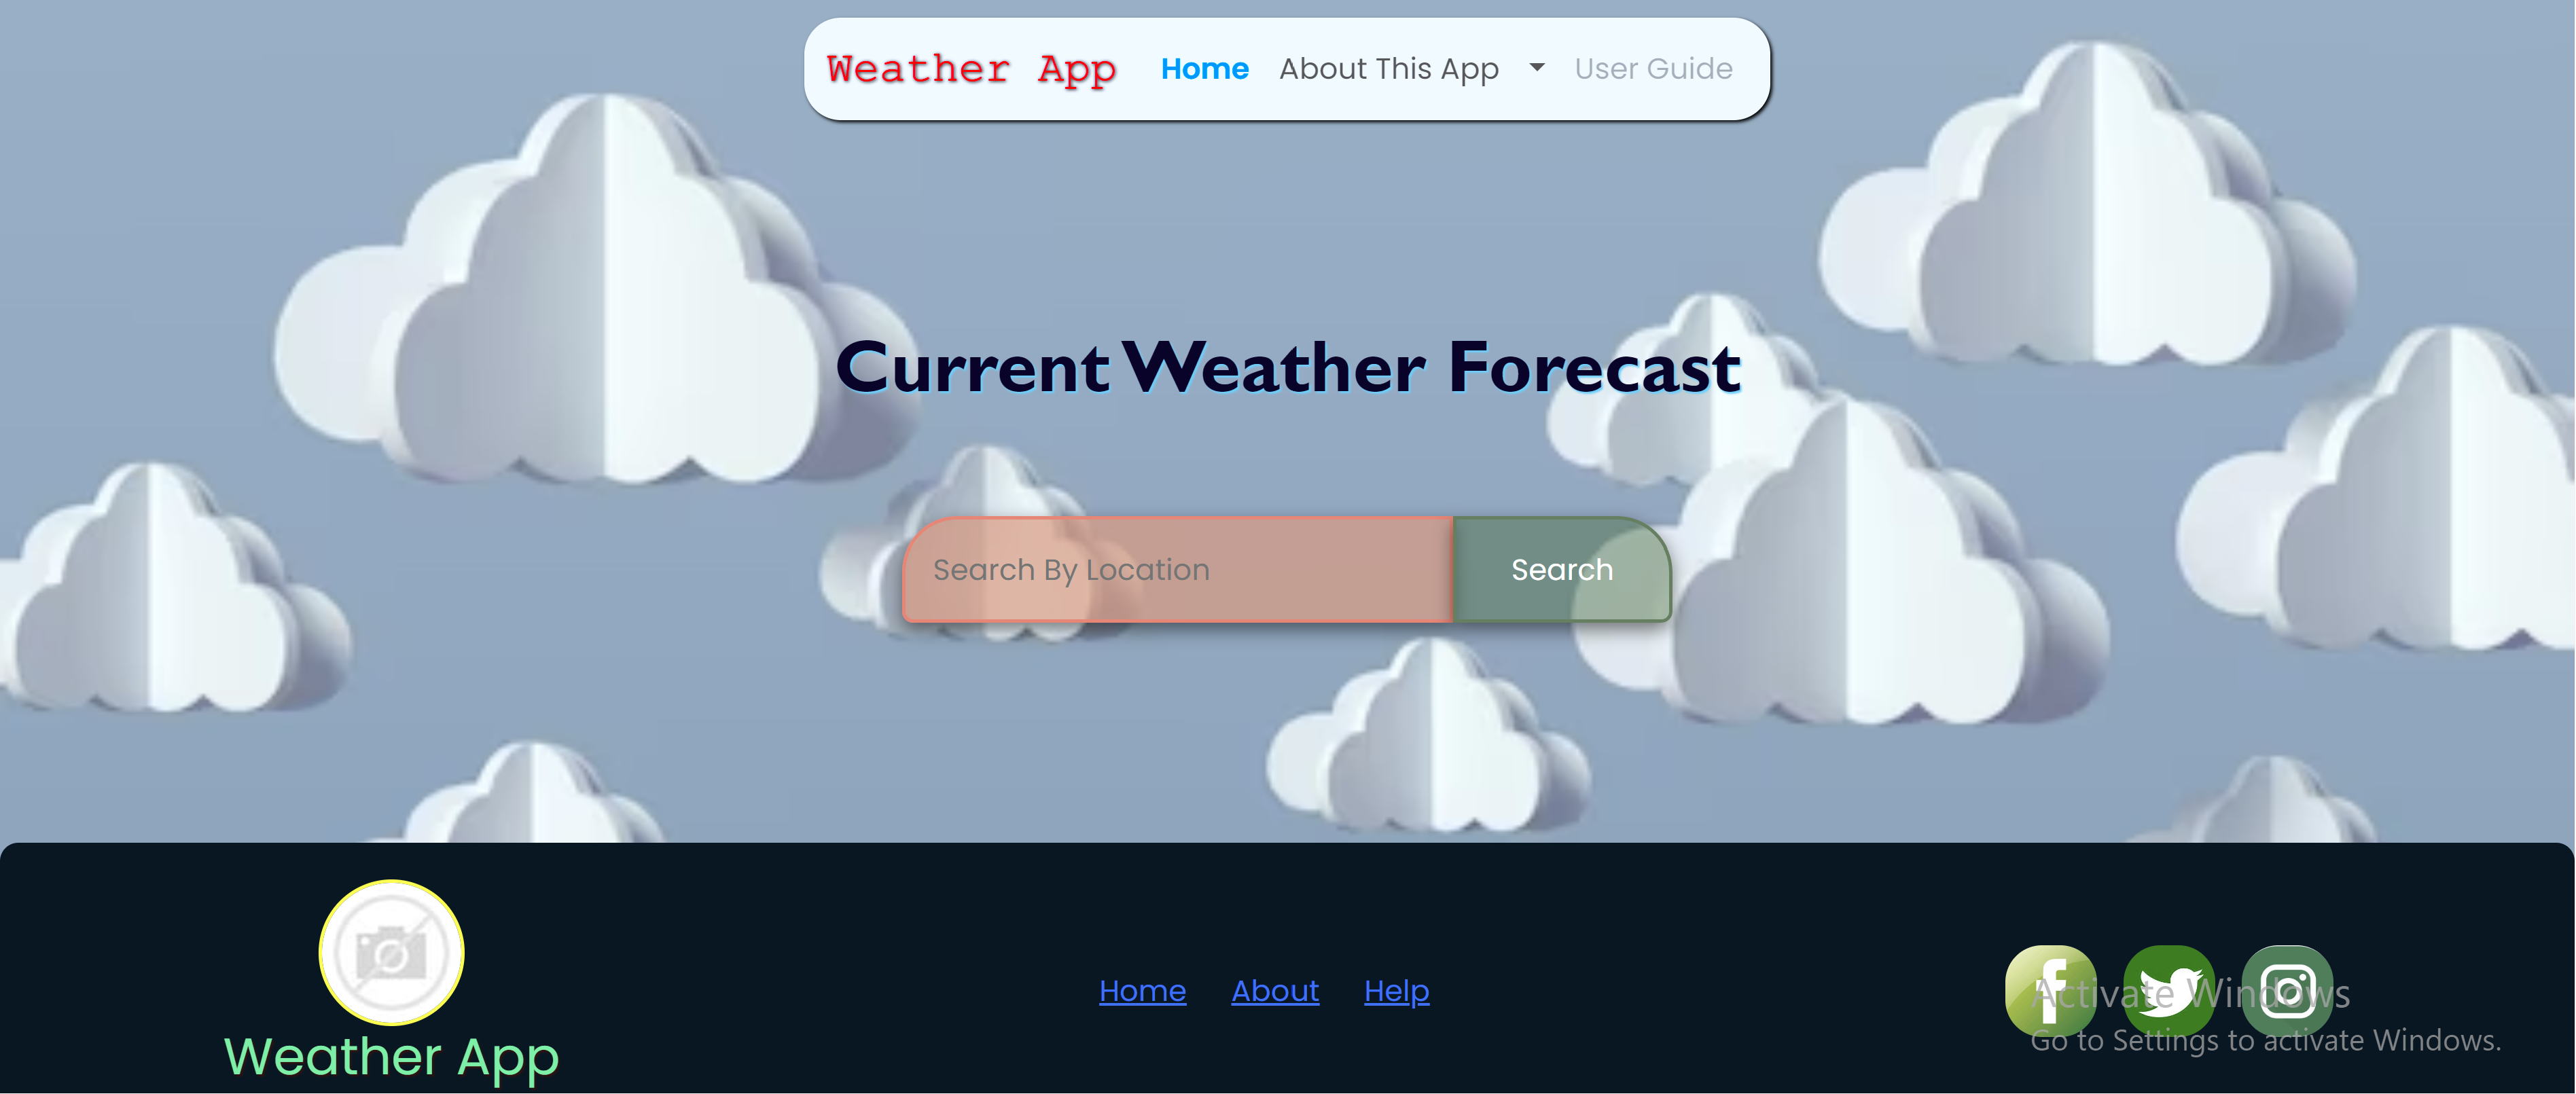 Weather App Home About This App User Guide
Current Weather Forecast
Search By Location Search
Home About Help
Activate Windows
Go to Settings to activate Windows.
Weather App